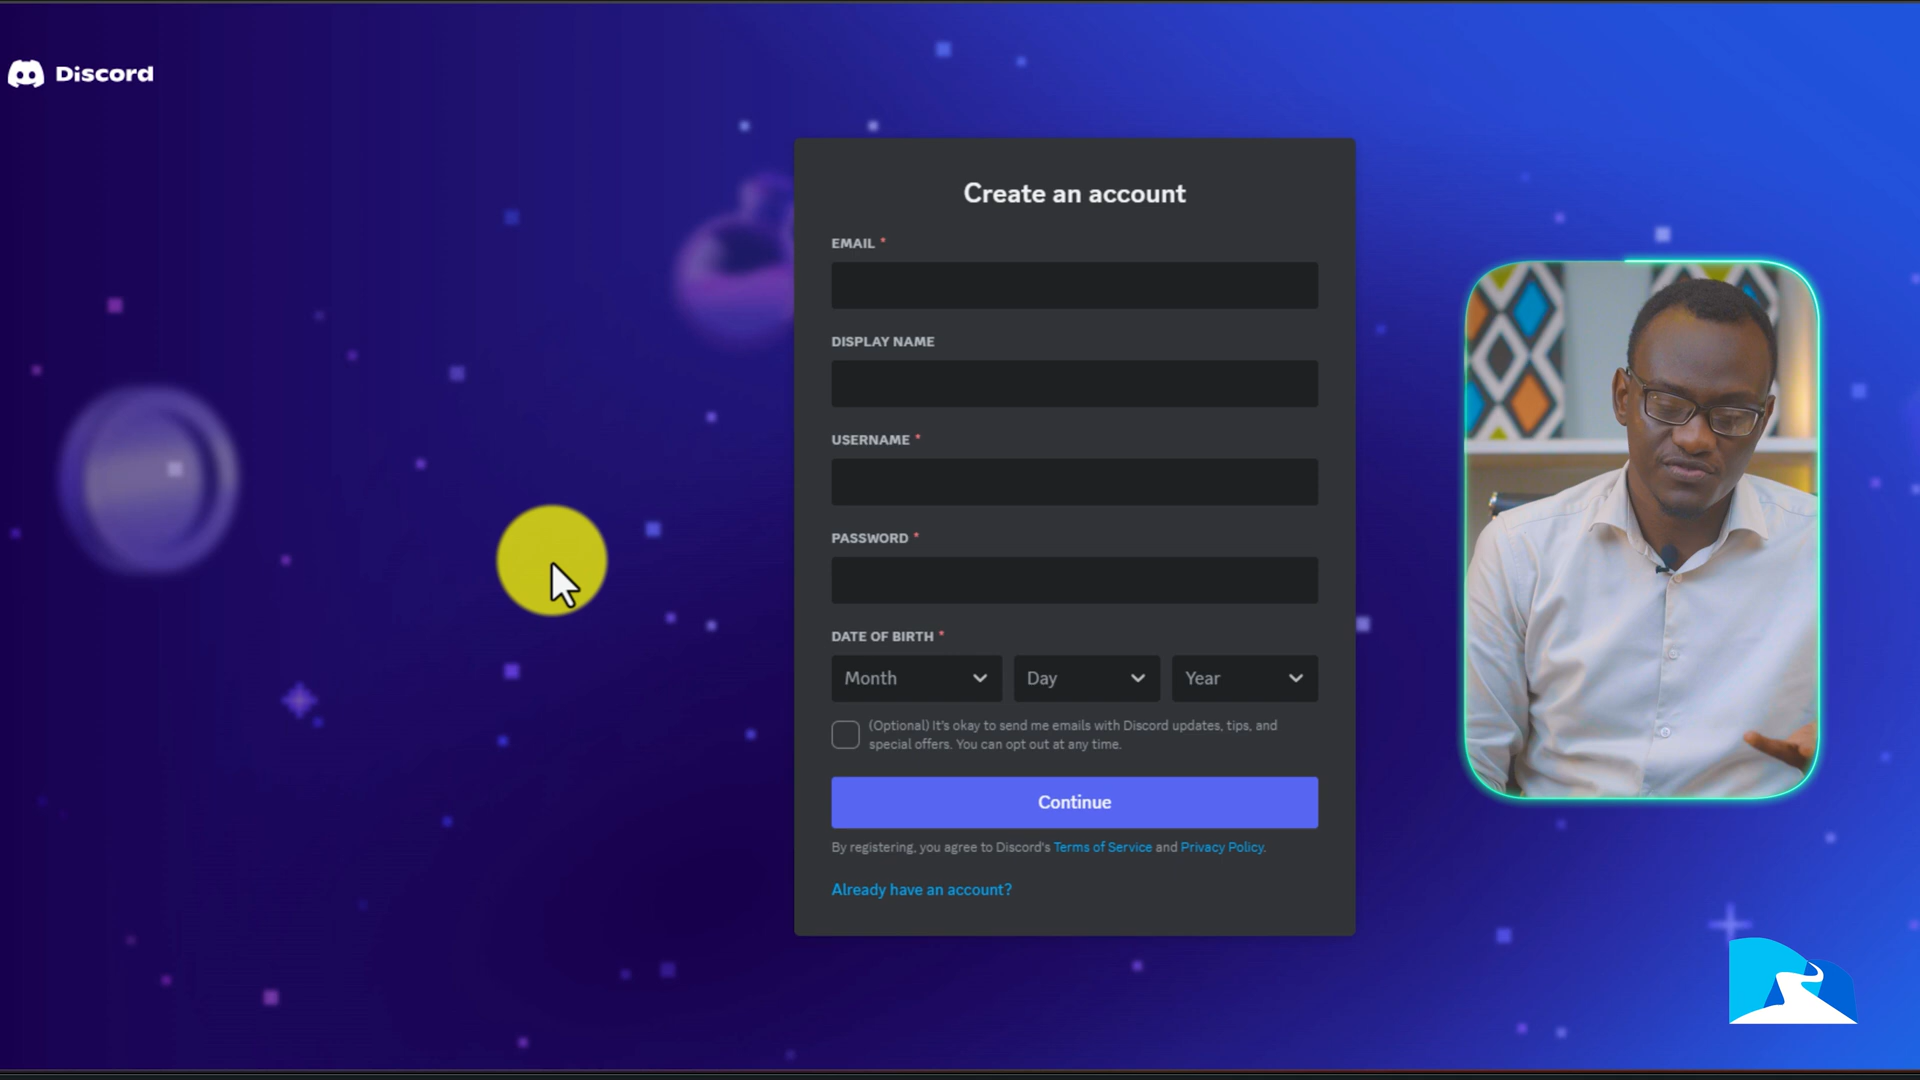 Discord
Create an account
EMAIL *
DISPLAY NAME
USERNAME *
PASSWORD *
DATE OF BIRTH *
Month
Day
Year
(Optional) It's okay to send me emails with Discord updates, tips, and
special offers. You can opt out at any time.
Continue
By registering, you agree to Discord's Terms of Service and Privacy Policy.
Already have an account?